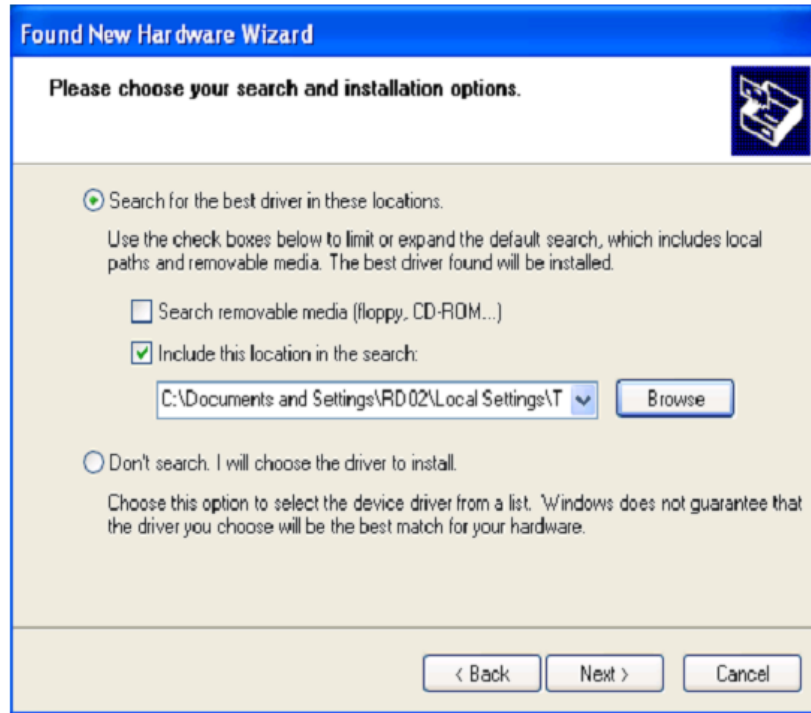 Found New Hardware Wizard
Please choose your search and installation options.
Search for the best driver in these locations.
Use the check boxes below to limit or expand the default search, which includes local
paths and removable media. The best driver found will be installed.
Search removable media (floppy, CD-ROM...)
Include this location in the search:
C:\Documents and Settings\RD02\Local Settings\T
Browse
Don't search. I will choose the driver to install.
Choose this option to select the device driver from a list. Windows does not guarantee that
the driver you choose will be the best match for your hardware.
< Back
Next >
Cancel